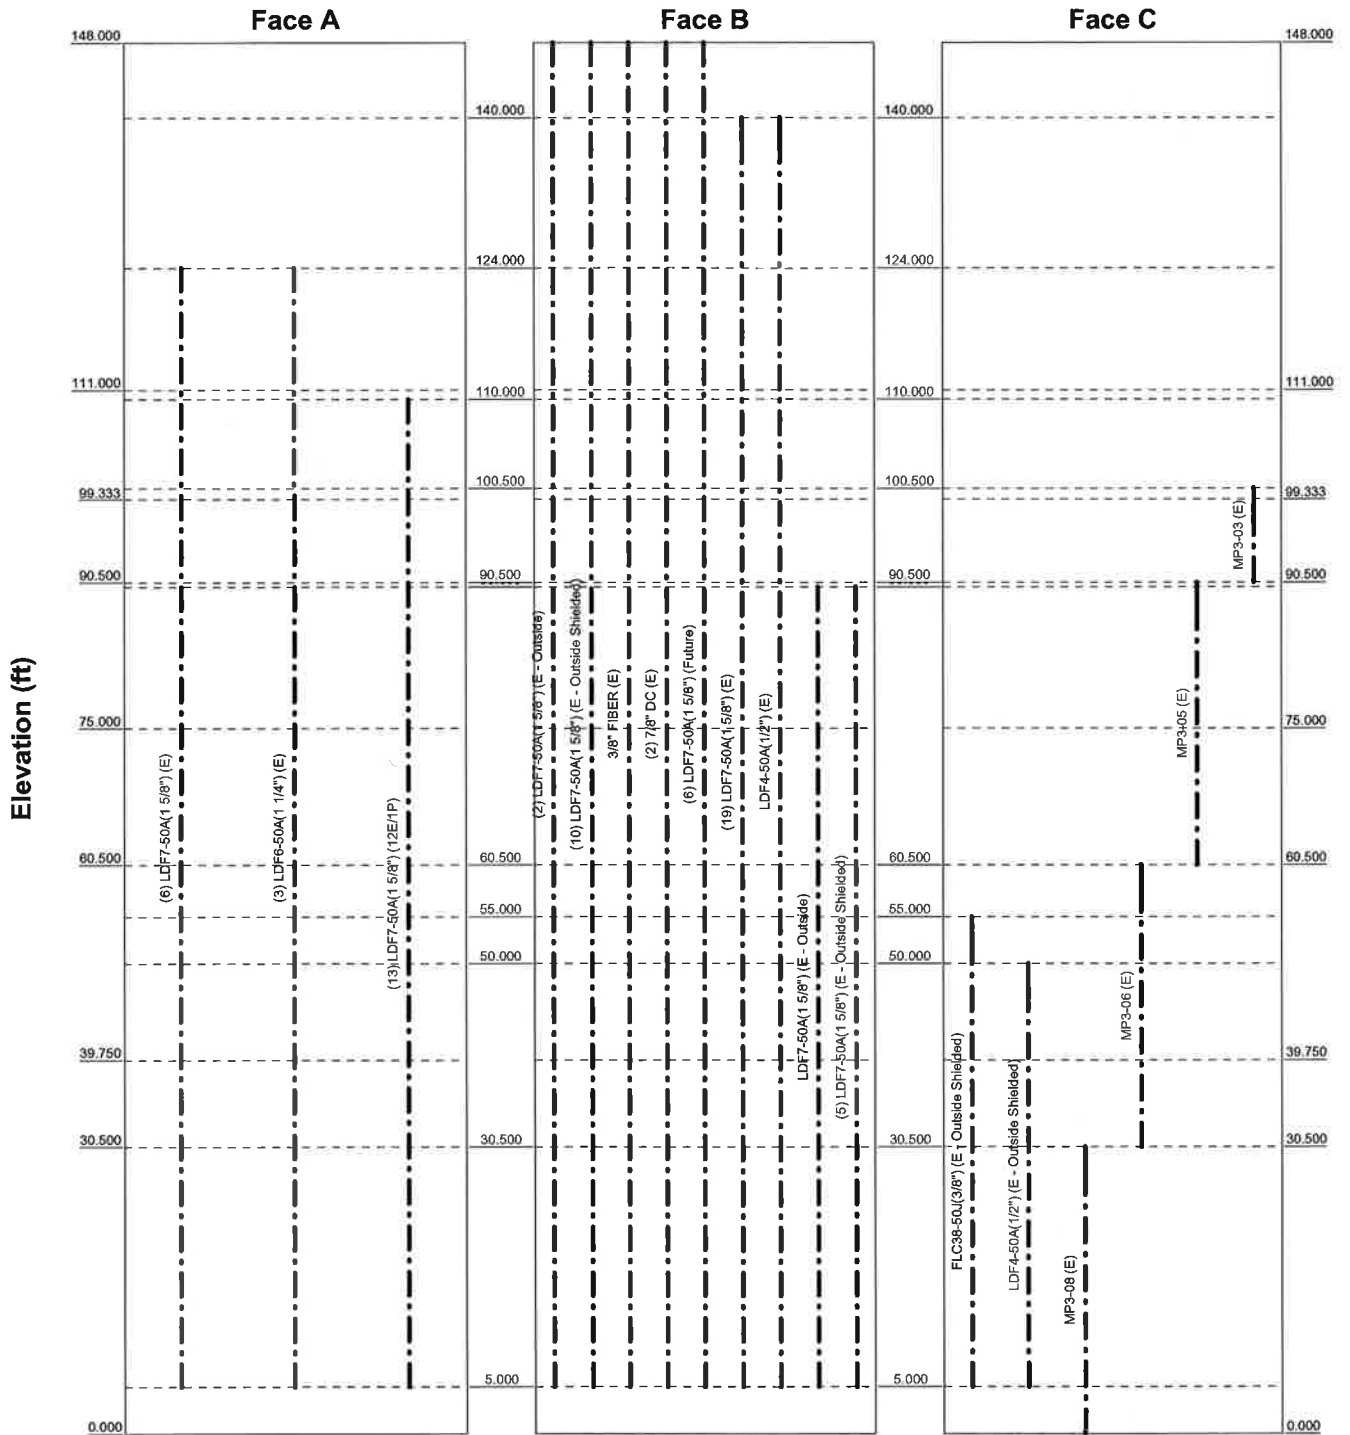 Face A
Face B
Face C
148.000
148.000
140.000
140.000
124.000
124.000
111.000
110.000
110.000
111.000
99.333
100.500
100.500
99.333
90.500
90.500
90.500
90.500
75.000
75.000
60.500
60.500
60.500
60.500
55.000
55.000
50.000
50.000
39.750
39.750
30.500
30.500
30.500
30.500
5.000
5.000
0.000
0.000
Elevation (ft)
(6) LDF7-50A(1 5/8") (E)
(3) LDF6-50A(1 1/4") (E)
(13) LDF7-50A(1 5/8") (12E/1P)
(2) LDF7-50A(1 5/8") (E - Outside)
(10) LDF7-50A(1 5/8") (E - Outside Shielded)
3/8" FIBER (E)
(2) 7/8" DC (E)
(6) LDF7-50A(1 5/8") (Future)
(19) LDF7-50A(1 5/8") (E)
LDF4-50A(1/2") (E)
LDF7-50A(1 5/8") (E - Outside)
(5) LDF7-50A(1 5/8") (E - Outside Shielded)
FLC38-50J(3/8") (E - Outside Shielded)
LDF4-50A(1/2") (E - Outside Shielded)
MP3-08 (E)
MP3-06 (E)
MP3-05 (E)
MP3-03 (E)